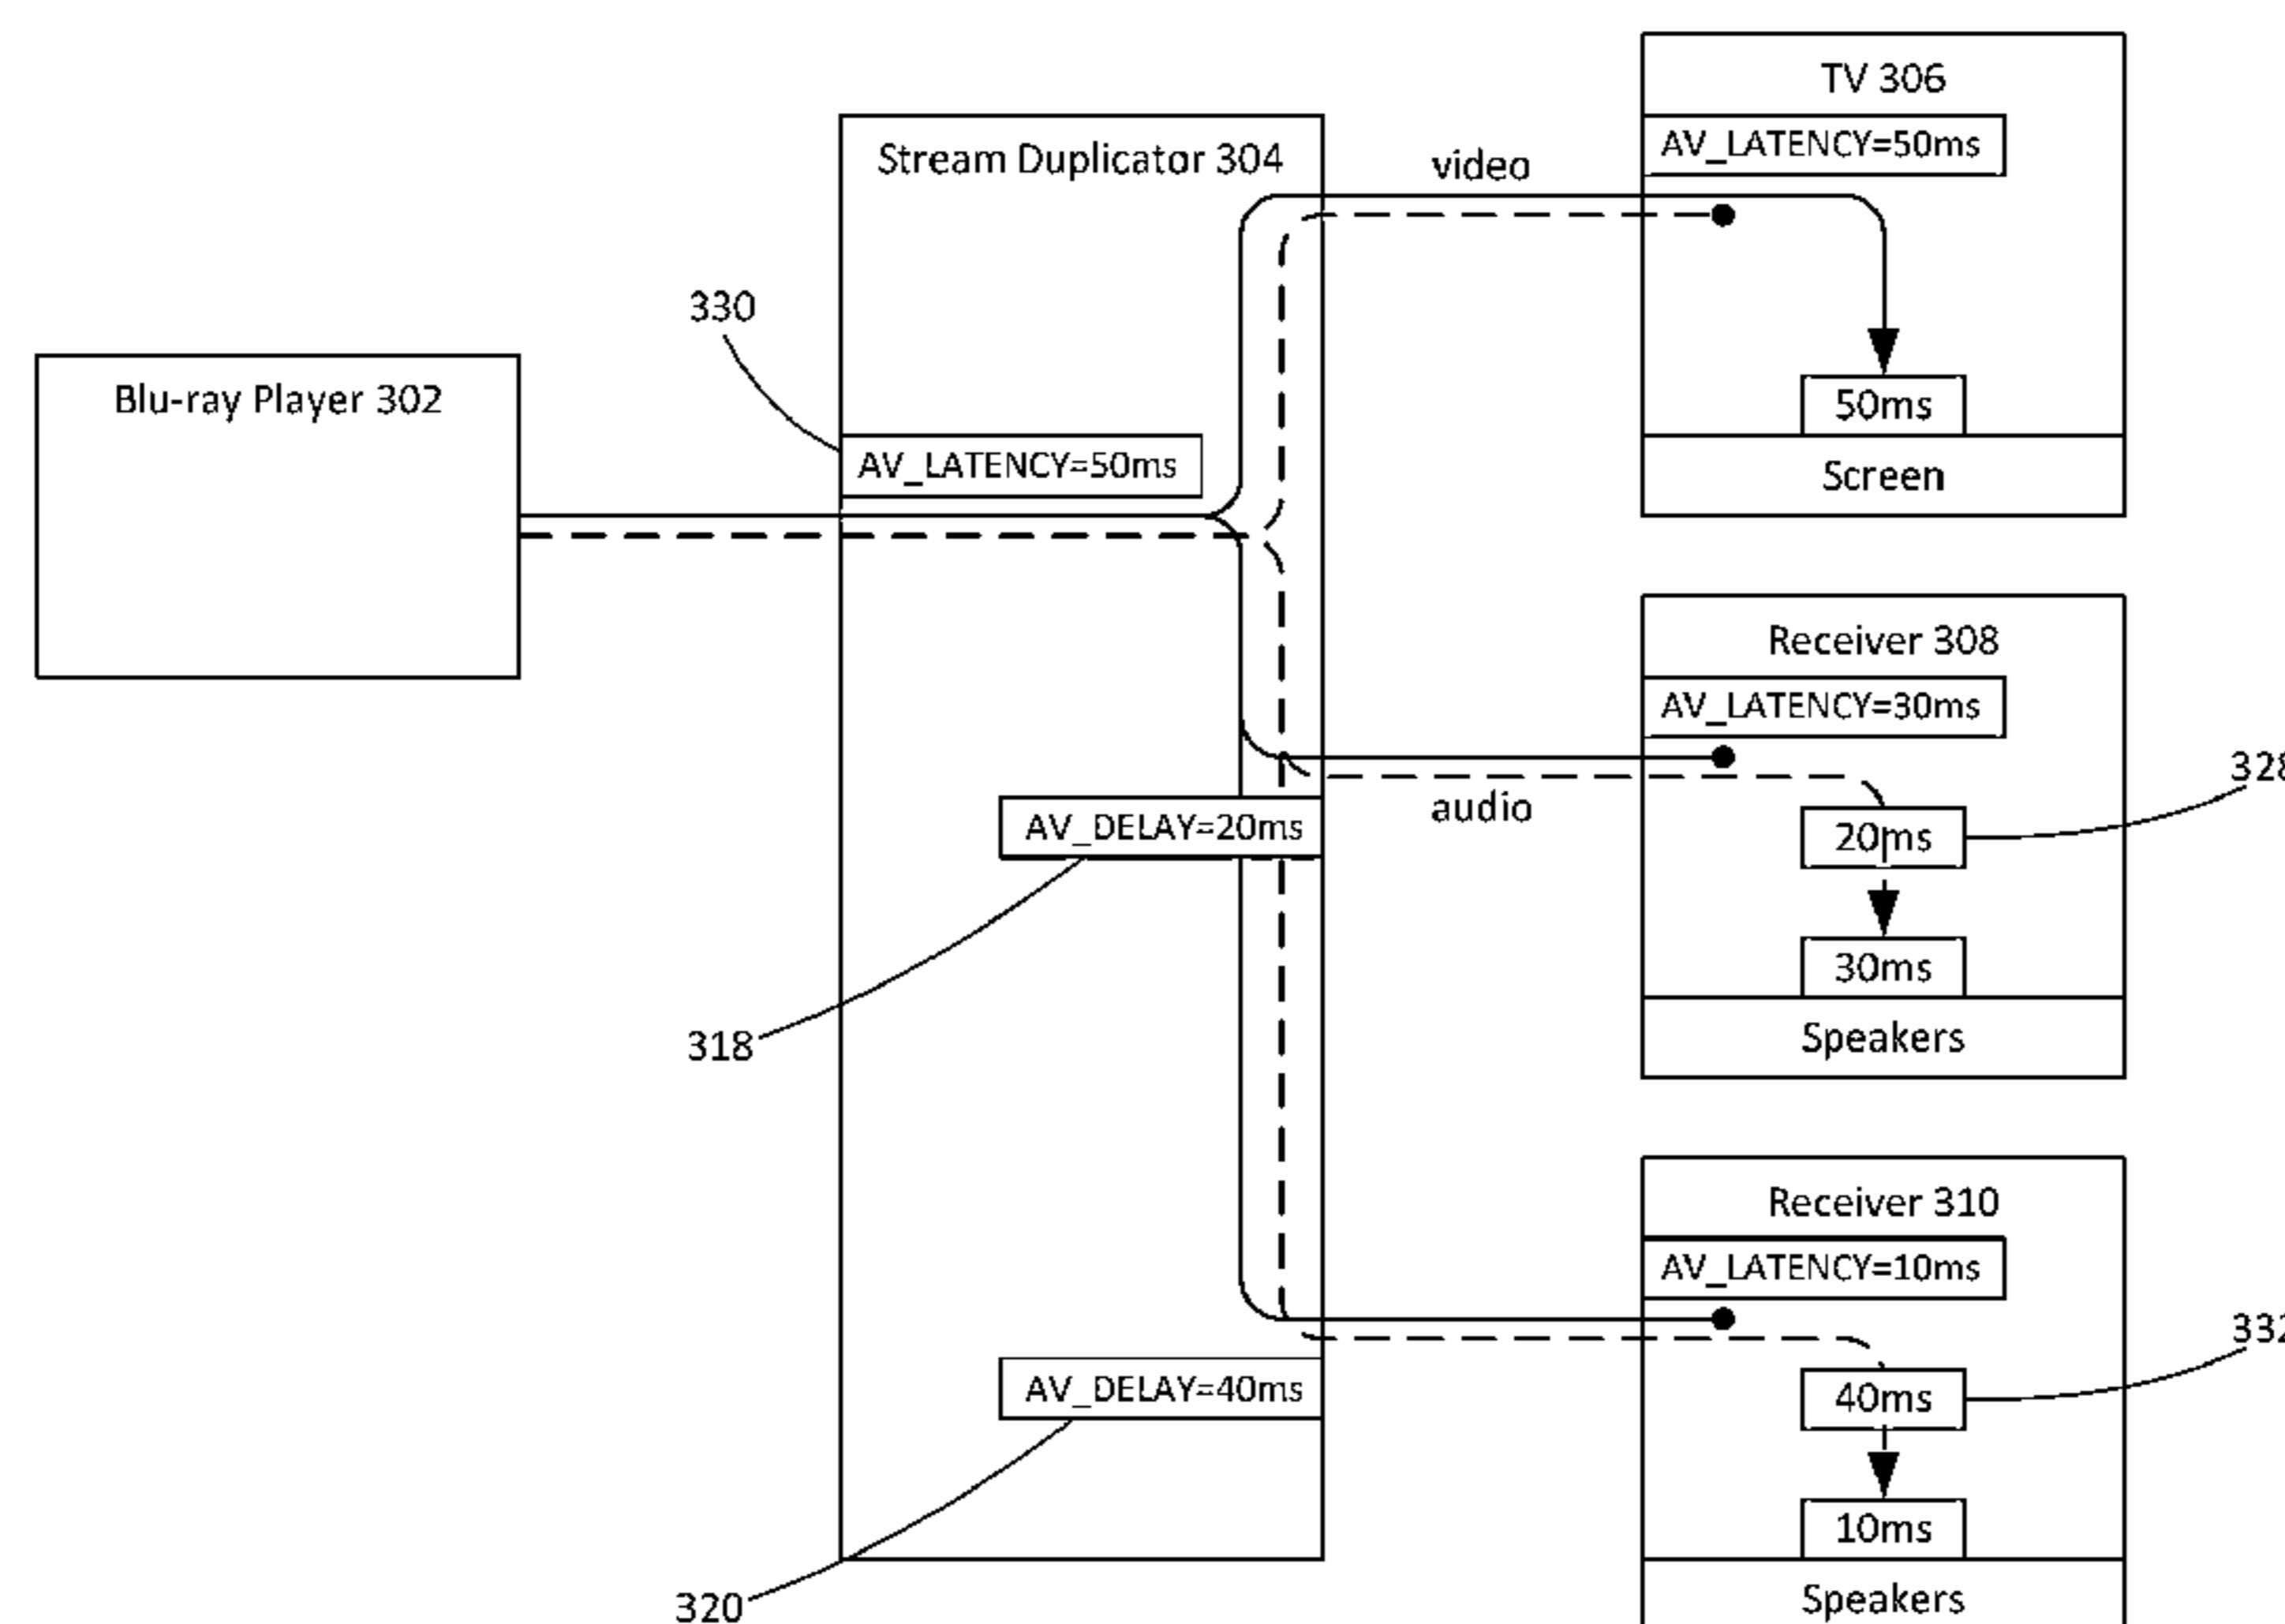 TV 306
AV_LATENCY=50ms
Stream Duplicator 304
video
330
Blu-ray Player 302
50ms
AV_LATENCY=50ms
Screen
Receiver 308
AV_LATENCY=30ms
328
audio
AV_DELAY=20ms
20ms
30ms
318
Speakers
Receiver 310
AV_LATENCY=10ms
332
AV_DELAY=40ms
40ms
10ms
320
Speakers